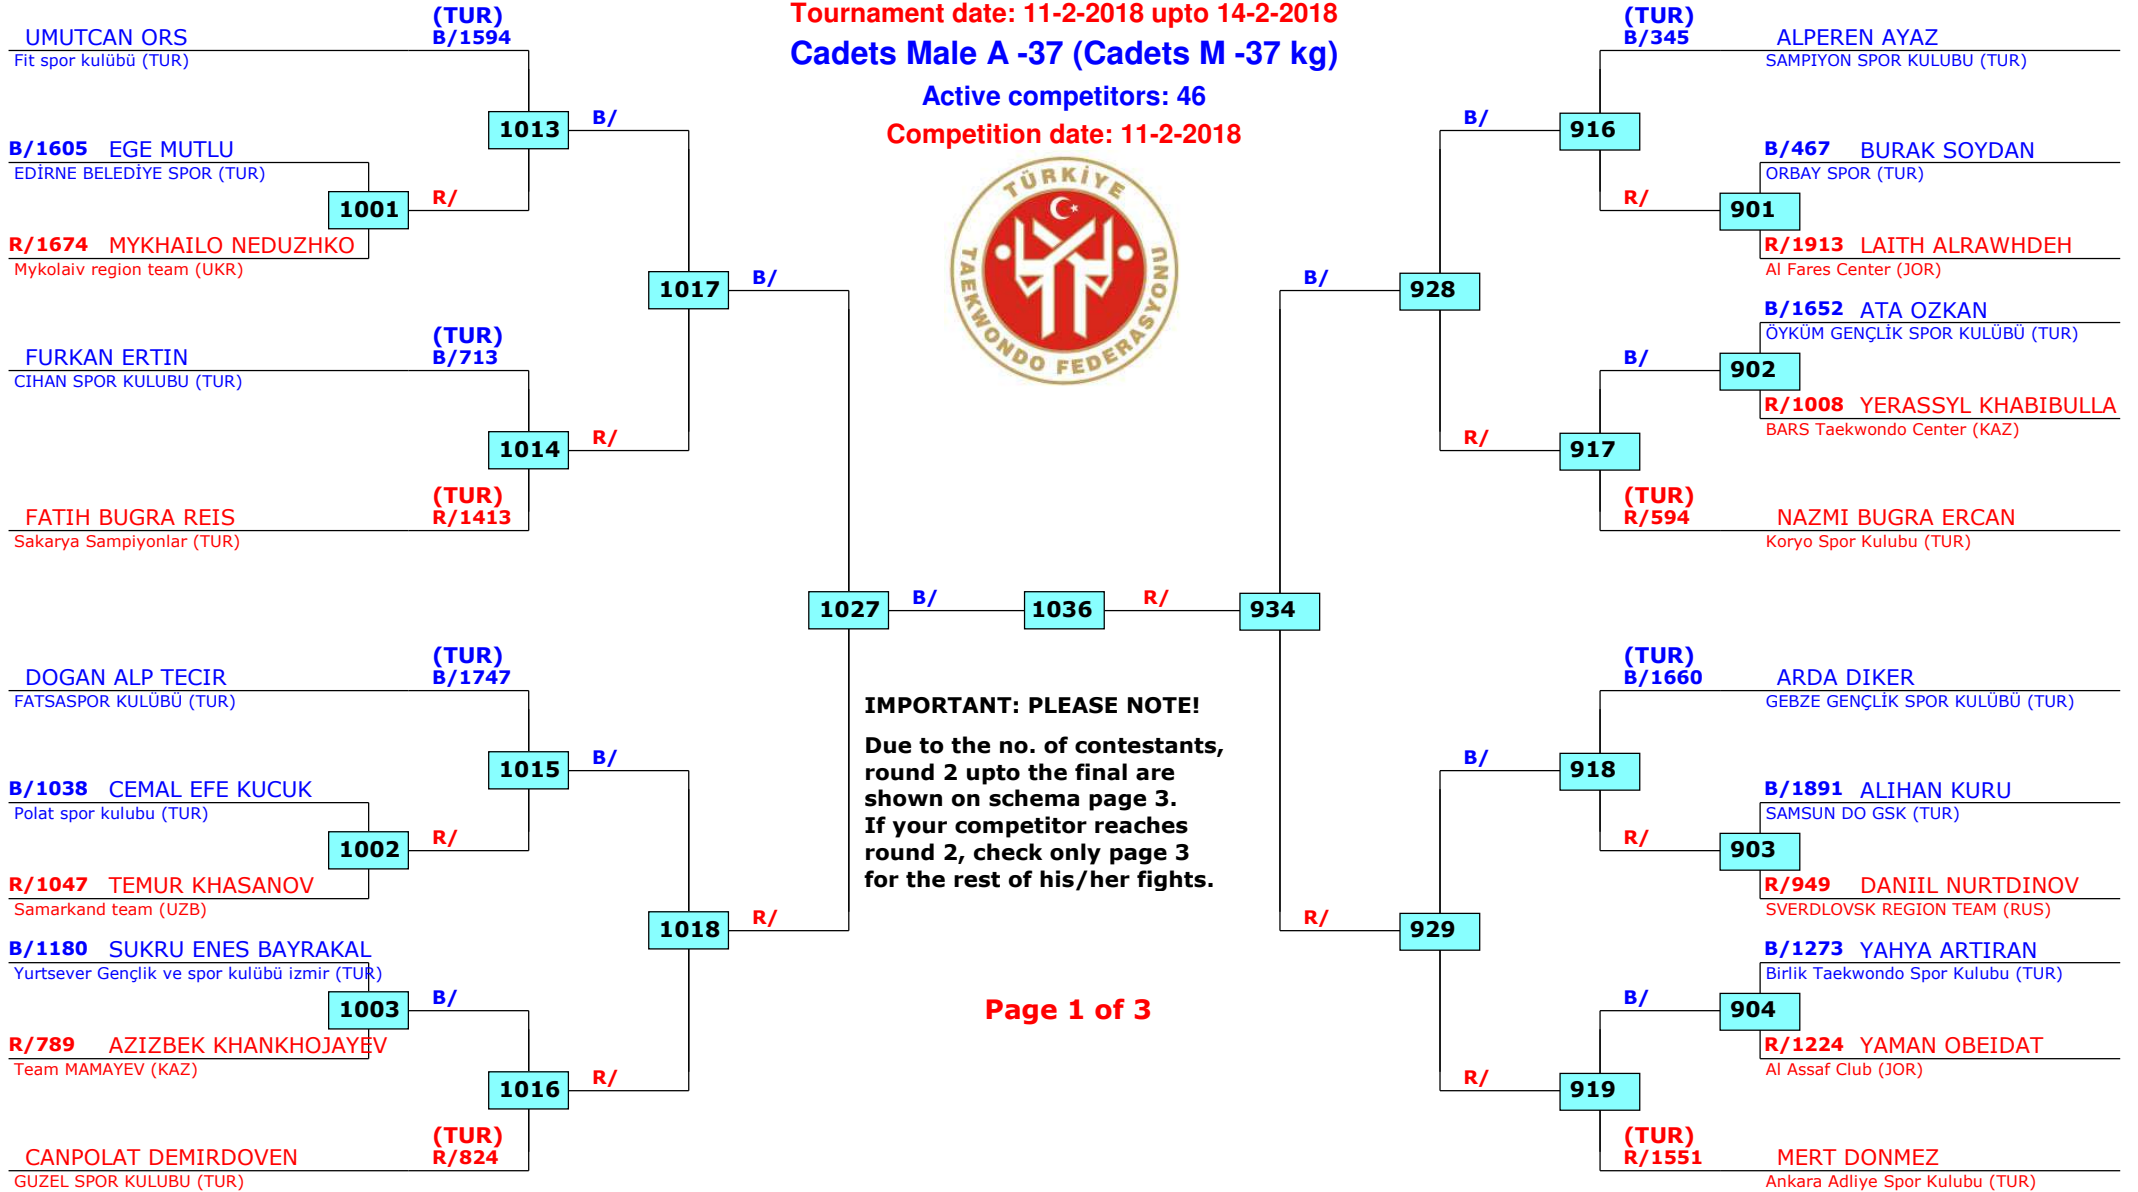 Tournament date: 11-2-2018 upto 14-2-2018
Cadets Male A -37 (Cadets M -37 kg)
Active competitors: 46
Competition date: 11-2-2018
TÜRKİYE
TAEKWONDO FEDERASYONU
(TUR)
UMUTCAN ORS B/1594
Fit spor kulübü (TUR)
1013 B/
B/1605 EGE MUTLU
EDİRNE BELEDİYE SPOR (TUR)
1001 R/
R/1674 MYKHAILO NEDUZHKO
Mykolaiv region team (UKR)
1017 B/
(TUR)
FURKAN ERTIN B/713
CIHAN SPOR KULUBU (TUR)
1014 R/
(TUR)
FATIH BUGRA REIS R/1413
Sakarya Sampiyonlar (TUR)
1027 B/ 1036 R/ 934
(TUR)
DOGAN ALP TECIR B/1747
FATSASPOR KULÜBÜ (TUR)
1015 B/
B/1038 CEMAL EFE KUCUK
Polat spor kulubu (TUR)
1002 R/
R/1047 TEMUR KHASANOV
Samarkand team (UZB)
1018 R/
B/1180 SUKRU ENES BAYRAKAL
Yurtsever Gençlik ve spor kulübü izmir (TUR)
1003 B/
R/789 AZIZBEK KHANKHOJAYEV
Team MAMAYEV (KAZ)
1016 R/
(TUR)
CANPOLAT DEMIRDOVEN R/824
GUZEL SPOR KULUBU (TUR)
IMPORTANT: PLEASE NOTE!
Due to the no. of contestants,
round 2 upto the final are
shown on schema page 3.
If your competitor reaches
round 2, check only page 3
for the rest of his/her fights.
Page 1 of 3
(TUR)
B/345 ALPEREN AYAZ
SAMPIYON SPOR KULUBU (TUR)
B/ 916
B/467 BURAK SOYDAN
ORBAY SPOR (TUR)
R/ 901
R/1913 LAITH ALRAWHDEH
Al Fares Center (JOR)
B/ 928
B/1652 ATA OZKAN
ÖYKÜM GENÇLİK SPOR KULÜBÜ (TUR)
B/ 902
R/1008 YERASSYL KHABIBULLA
BARS Taekwondo Center (KAZ)
R/ 917
(TUR)
R/594 NAZMI BUGRA ERCAN
Koryo Spor Kulubu (TUR)
(TUR)
B/1660 ARDA DIKER
GEBZE GENÇLİK SPOR KULÜBÜ (TUR)
B/ 918
B/1891 ALIHAN KURU
SAMSUN DO GSK (TUR)
R/ 903
R/949 DANIIL NURTDINOV
SVERDLOVSK REGION TEAM (RUS)
R/ 929
B/1273 YAHYA ARTIRAN
Birlik Taekwondo Spor Kulubu (TUR)
B/ 904
R/1224 YAMAN OBEIDAT
Al Assaf Club (JOR)
R/ 919
(TUR)
R/1551 MERT DONMEZ
Ankara Adliye Spor Kulubu (TUR)